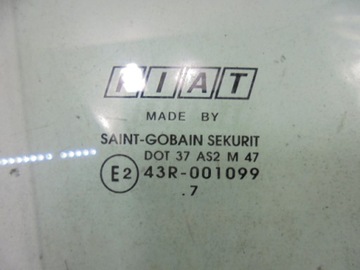 FIAT
MADE BY
SAINT-GOBAIN SEKURIT
DOT 37 AS2 M 47
E2 43R-001099
.7